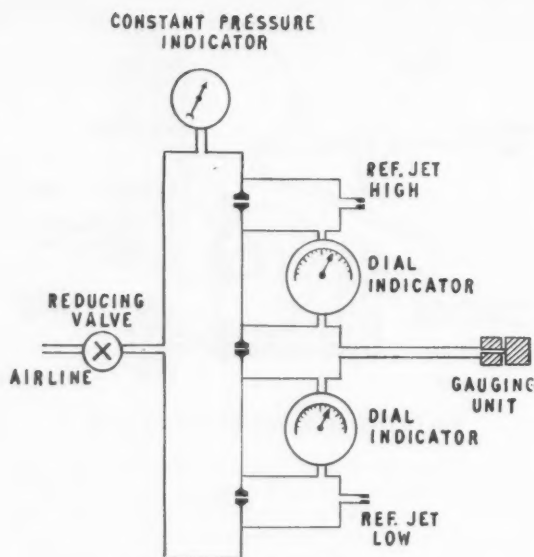 CONSTANT PRESSURE
INDICATOR
REF. JET
HIGH
DIAL
INDICATOR
REDUCING
VALVE
AIRLINE
GAUGING
UNIT
DIAL
INDICATOR
REF. JET
LOW